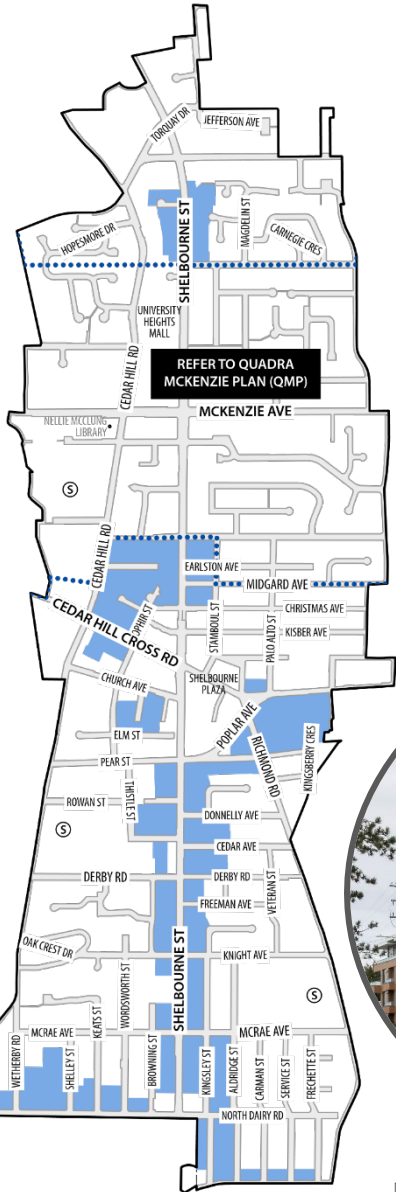 TORQUAY DR
JEFFERSON AVE
SHELBOURNE ST
MAGDELIN ST
HOPESMORE DR
CARNEGIE CRES
UNIVERSITY
HEIGHTS
MALL
CEDAR HILL RD
REFER TO QUADRA
MCKENZIE PLAN (QMP)
MCKENZIE AVE
NELLIE MCCLUNG
LIBRARY
S
CEDAR HILL RD
EARLSTON AVE
MIDGARD AVE
CEDAR HILL CROSS RD
OPHIR ST
STAMBOUL ST
CHRISTMAS AVE
PALO ALTO ST
KISBER AVE
CHURCH AVE
SHELBOURNE
PLAZA
POPLAR AVE
ELM ST
RICHMOND RD
KINGSBERRY CRES
PEAR ST
THISTLE ST
ROWAN ST
DONNELLY AVE
S
CEDAR AVE
DERBY RD
DERBY RD
VETERAN ST
FREEMAN AVE
SHELBOURNE ST
OAK CREST DR
KNIGHT AVE
WORDSWORTH ST
S
KEATS ST
MCRAE AVE
MCRAE AVE
WETHERBY RD
SHELLEY ST
BROWNING ST
KINGSLEY ST
ALDRIDGE ST
CARMAN ST
SERVICE ST
FRECHETTE ST
NORTH DAIRY RD